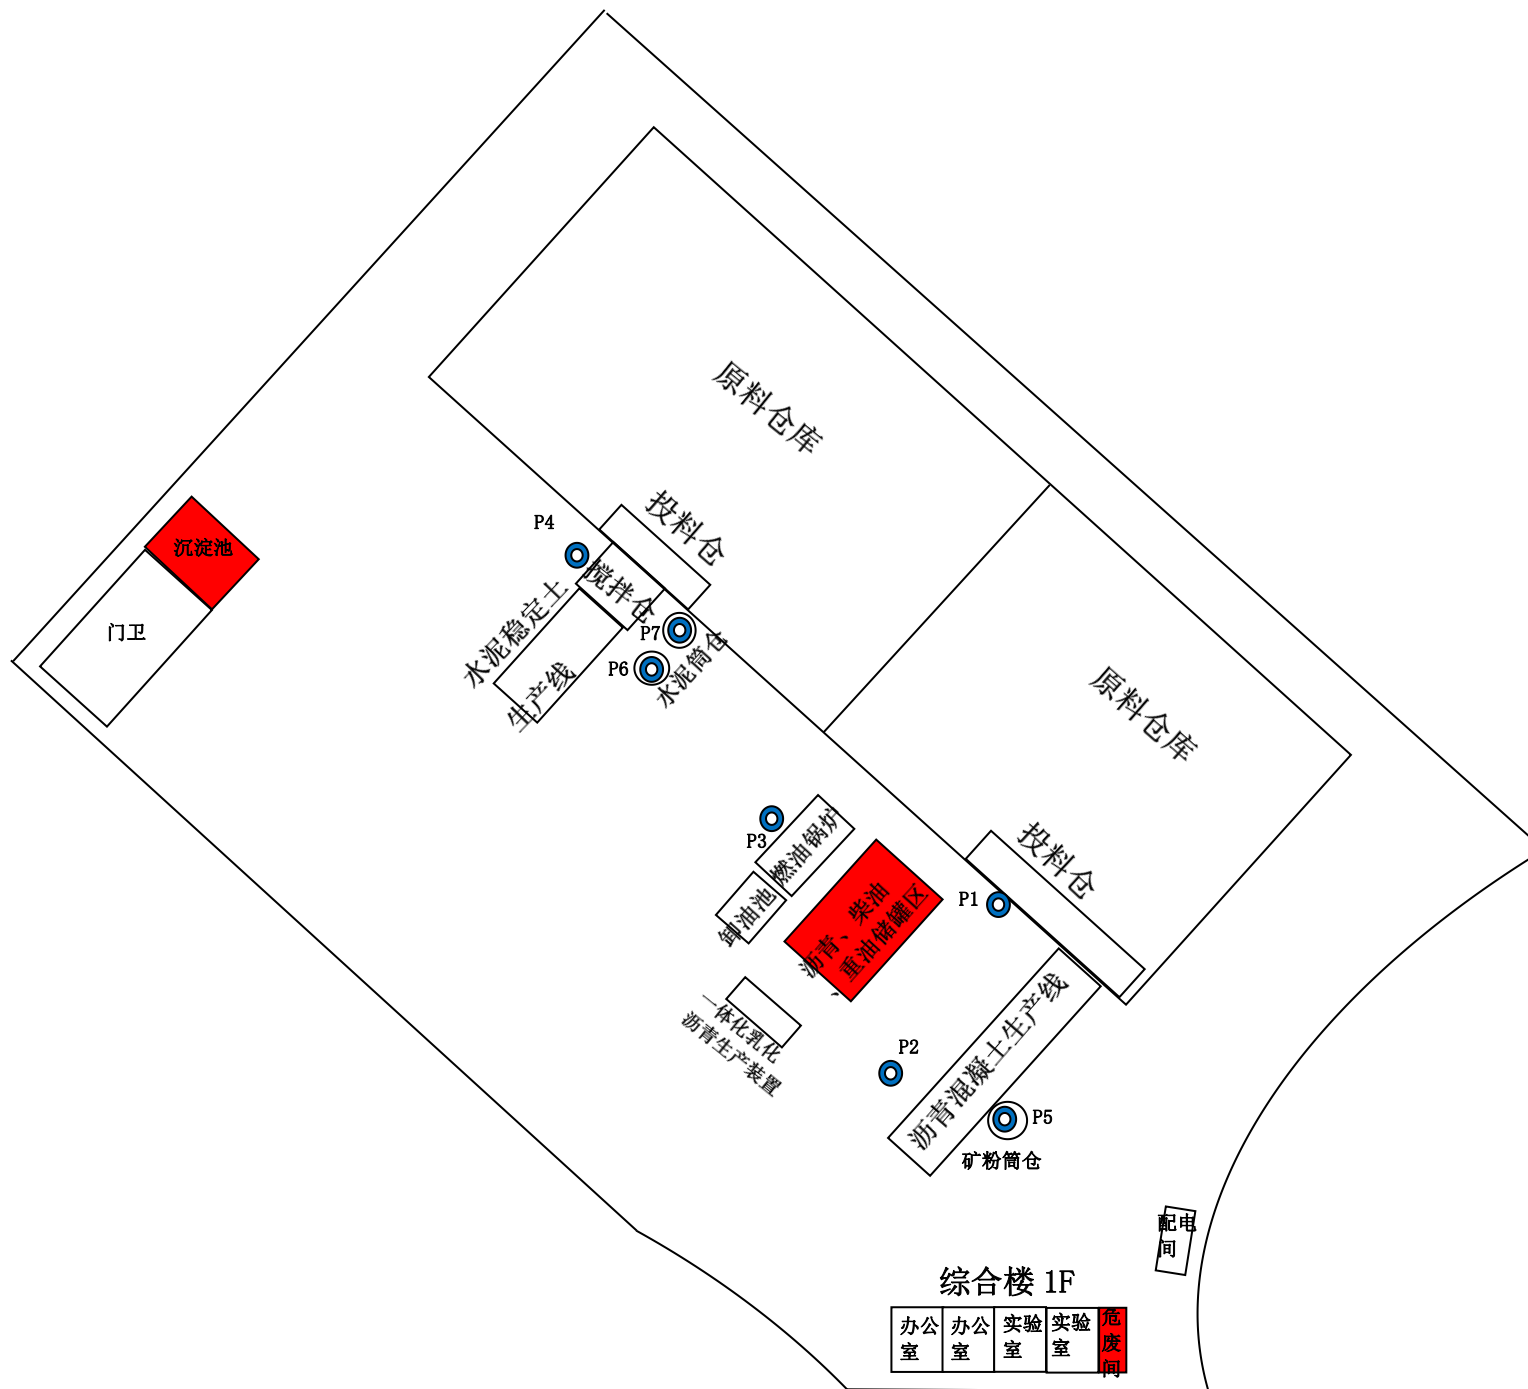 原料仓库
投料仓
P4
沉淀池
搅拌仓
水泥稳定土
生产线
门卫
P7
P6
水泥筒仓
原料仓库
P3
燃油锅炉
投料仓
卸油池
沥青、柴油
、重油储罐区
P1
一体化乳化
沥青生产装置
P2
沥青混凝土生产线
P5
矿粉筒仓
配电
间
综合楼 1F
办公
室
办公
室
实验
室
实验
室
危
废
间